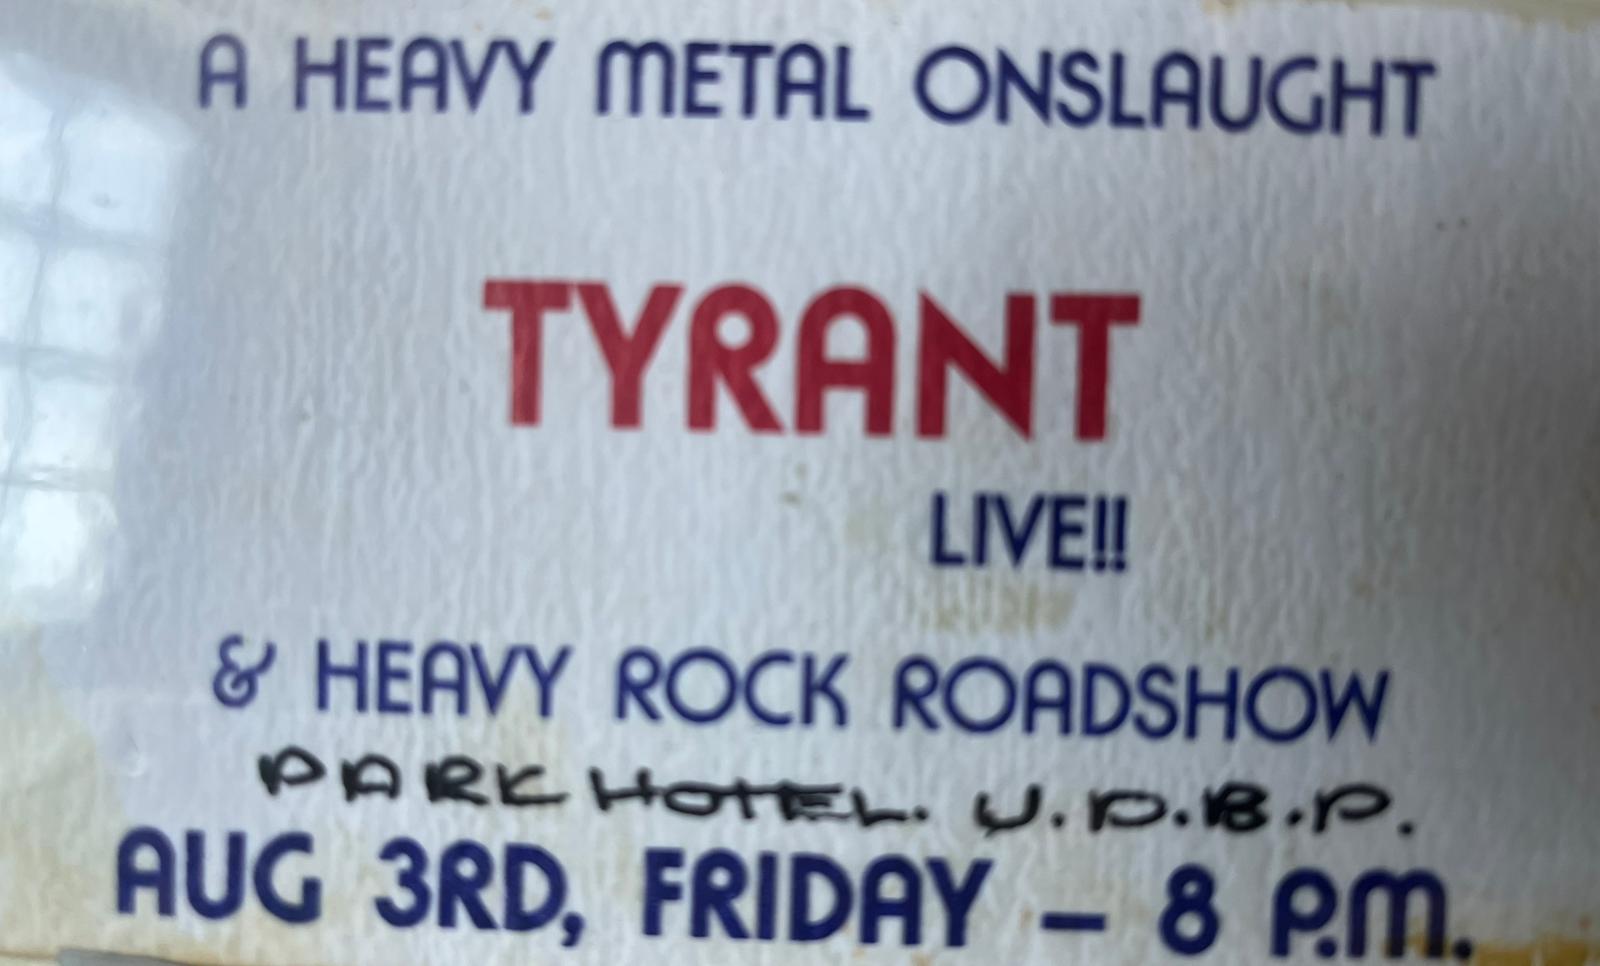 A HEAVY METAL ONSLAUGHT
TYRANT
LIVE!!
& HEAVY ROCK ROADSHOW
PARK HOTEL. U.D.B.P.
AUG 3RD, FRIDAY – 8 P.M.